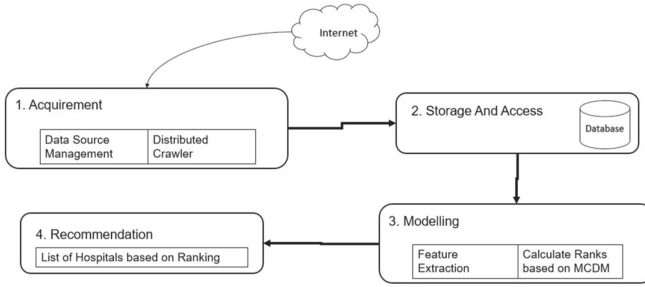 Internet
1. Acquirement
Data Source
Management
Distributed
Crawler
2. Storage And Access
Database
3. Modelling
Feature
Extraction
Calculate Ranks
based on MCDM
4. Recommendation
List of Hospitals based on Ranking